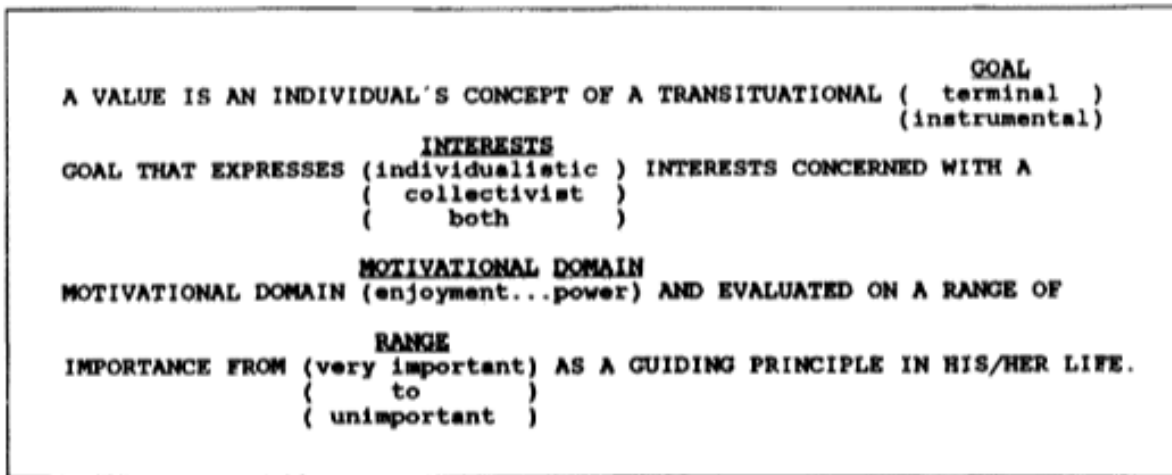 GOAL
A VALUE IS AN INDIVIDUAL'S CONCEPT OF A TRANSITUATIONAL ( terminal )
(instrumental)
INTERESTS
GOAL THAT EXPRESSES (individualistic ) INTERESTS CONCERNED WITH A
( collectivist )
( both )
MOTIVATIONAL DOMAIN
MOTIVATIONAL DOMAIN (enjoyment...power) AND EVALUATED ON A RANGE OF
RANGE
IMPORTANCE FROM (very important) AS A GUIDING PRINCIPLE IN HIS/HER LIFE.
( to )
( unimportant )